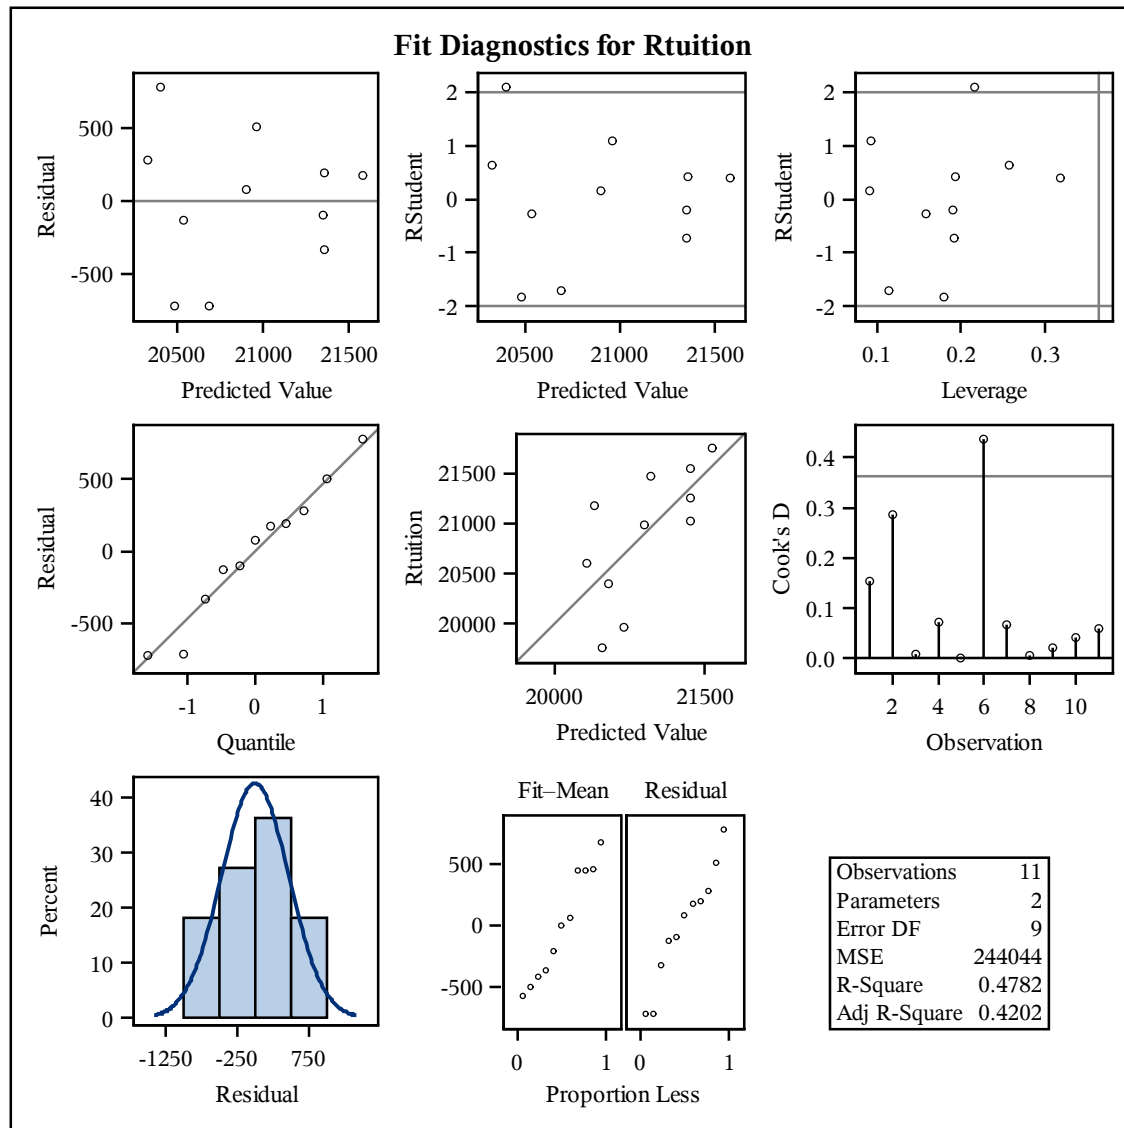 Fit Diagnostics for Rtuition
Residual
500
0
-500
20500 21000 21500
Predicted Value
RStudent
2
1
0
-1
-2
20500 21000 21500
Predicted Value
RStudent
2
1
0
-1
-2
0.1 0.2 0.3
Leverage
Residual
500
0
-500
-1 0 1
Quantile
Rtuition
21500
21000
20500
20000
20000 21500
Predicted Value
Cook's D
0.4
0.3
0.2
0.1
0.0
2 4 6 8 10
Observation
Percent
40
30
20
10
0
-1250 -250 750
Residual
Fit–Mean Residual
500
0
-500
0 1 0 1
Proportion Less
Observations 11
Parameters 2
Error DF 9
MSE 244044
R-Square 0.4782
Adj R-Square 0.4202